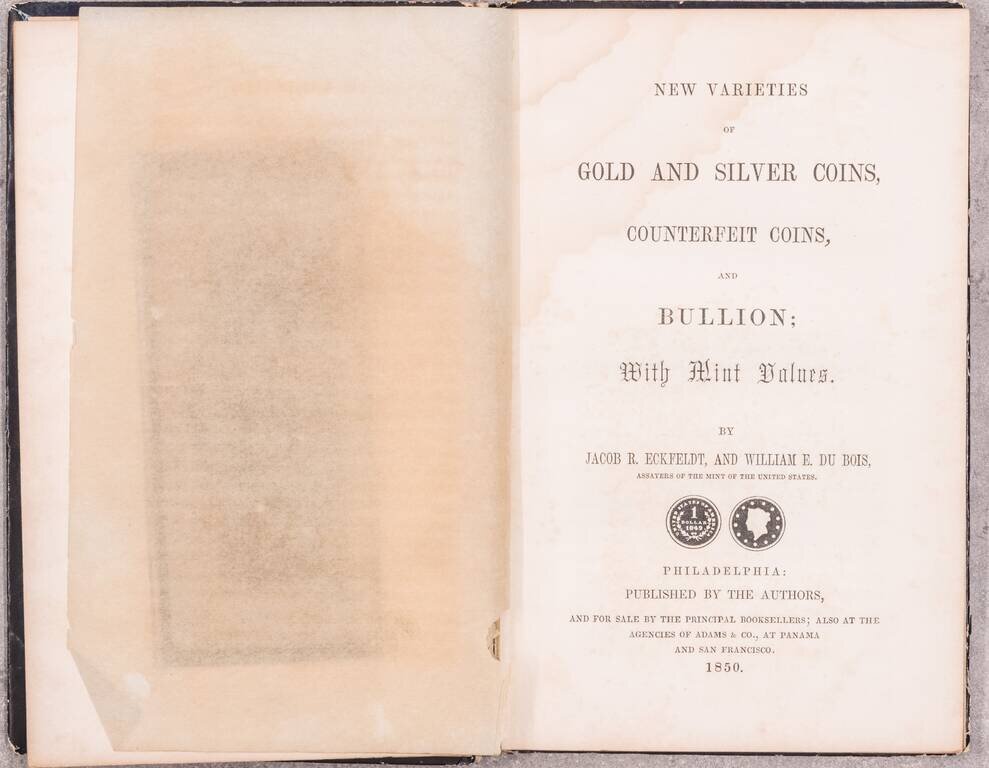 NEW VARIETIES
OF
GOLD AND SILVER COINS,
COUNTERFEIT COINS,
AND
BULLION;
With Mint Values.
BY
JACOB R. ECKFELDT, AND WILLIAM E. DU BOIS,
ASSAYERS OF THE MINT OF THE UNITED STATES.
1
DOLLAR
1849
PHILADELPHIA:
PUBLISHED BY THE AUTHORS,
AND FOR SALE BY THE PRINCIPAL BOOKSELLERS; ALSO AT THE
AGENCIES OF ADAMS & CO., AT PANAMA
AND SAN FRANCISCO.
1850.